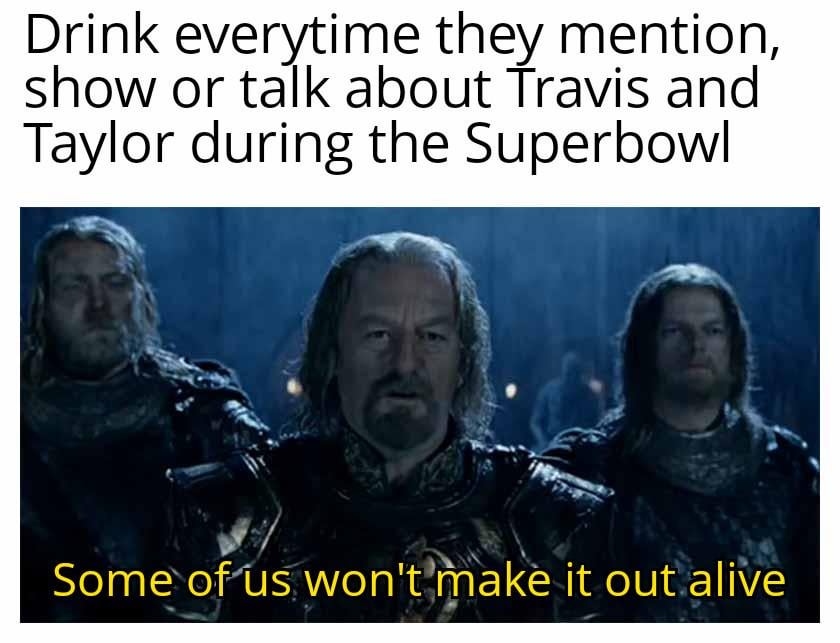 Drink everytime they mention,
show or talk about Travis and
Taylor during the Superbowl
Some of us won't make it out alive